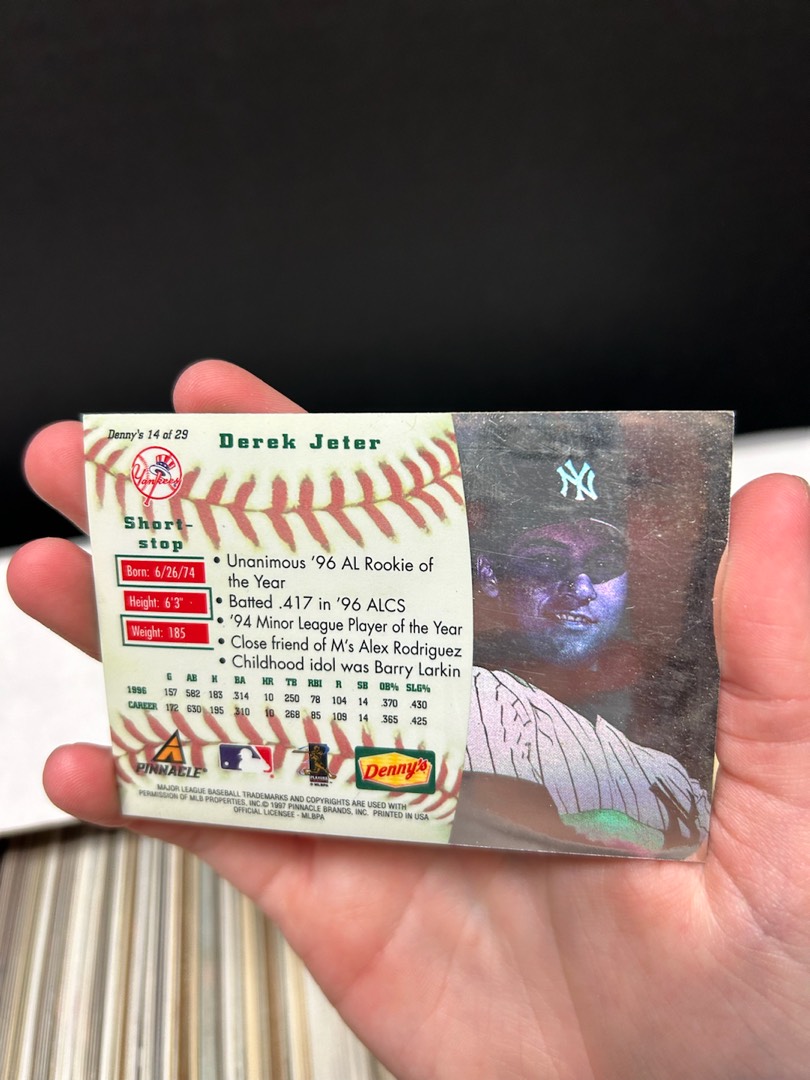 Denny's 14 of 29
Derek Jeter
Yankees
NY
Short-
stop
Born: 6/26/74
Height: 6'3"
Weight: 185
• Unanimous '96 AL Rookie of
the Year
• Batted .417 in '96 ALCS
• '94 Minor League Player of the Year
• Close friend of M's Alex Rodriguez
• Childhood idol was Barry Larkin
G AB H BA HR TB RBI R SB OB% SLG%
1996 157 582 183 .314 10 250 78 104 14 .370 .430
CAREER 172 630 195 .310 10 268 85 109 14 .365 .425
PINNACLE
Denny's
MAJOR LEAGUE BASEBALL TRADEMARKS AND COPYRIGHTS ARE USED WITH
PERMISSION OF MLB PROPERTIES, INC. © 1997 PINNACLE BRANDS, INC. PRINTED IN USA
OFFICIAL LICENSEE - MLBPA